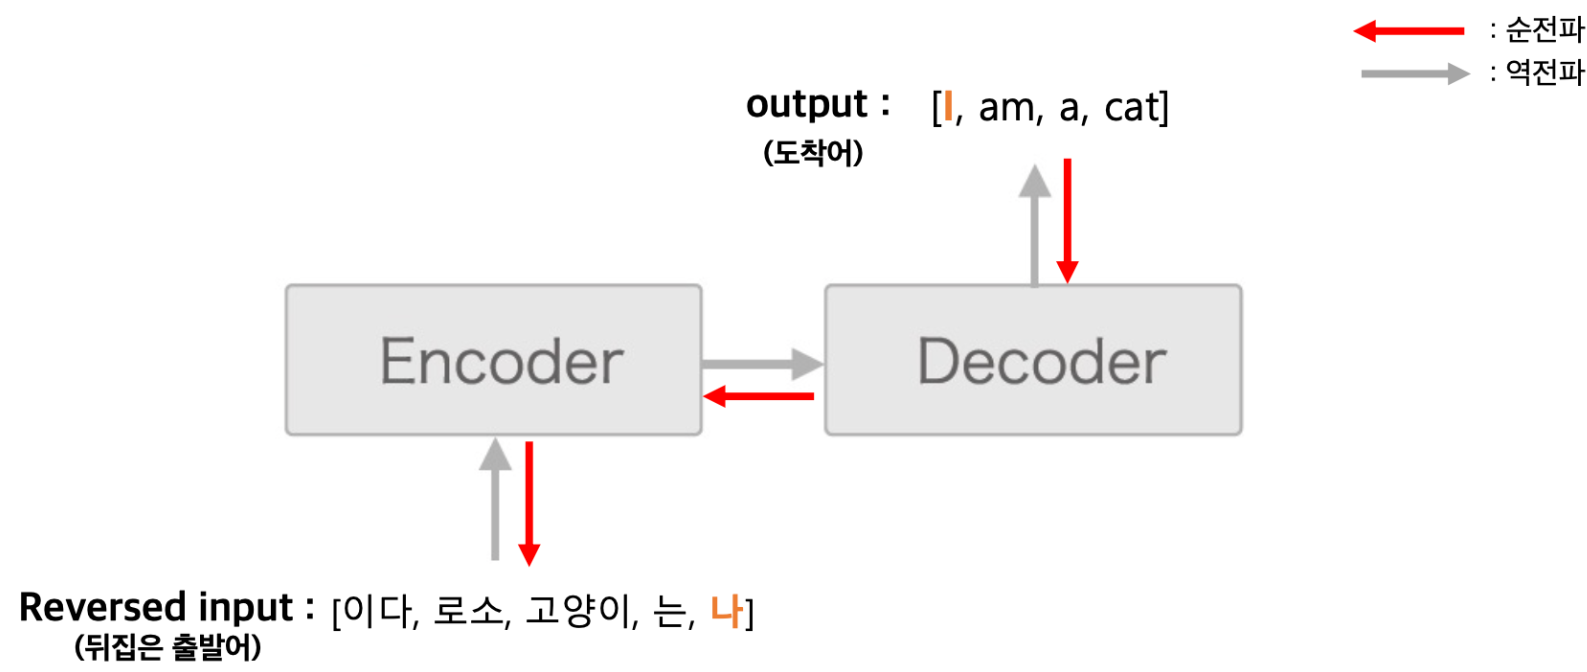 : 순전파
: 역전파
output : [I, am, a, cat]
(도착어)
Encoder
Decoder
Reversed input : [이다, 로소, 고양이, 는, 나]
(뒤집은 출발어)